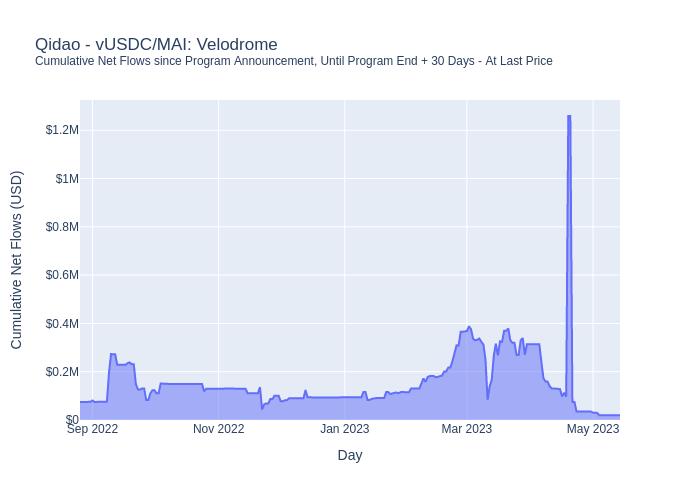 Qidao - vUSDC/MAI: Velodrome
Cumulative Net Flows since Program Announcement, Until Program End + 30 Days - At Last Price
Cumulative Net Flows (USD)
$1.2M
$1M
$0.8M
$0.6M
$0.4M
$0.2M
$0
Sep 2022
Nov 2022
Jan 2023
Mar 2023
May 2023
Day